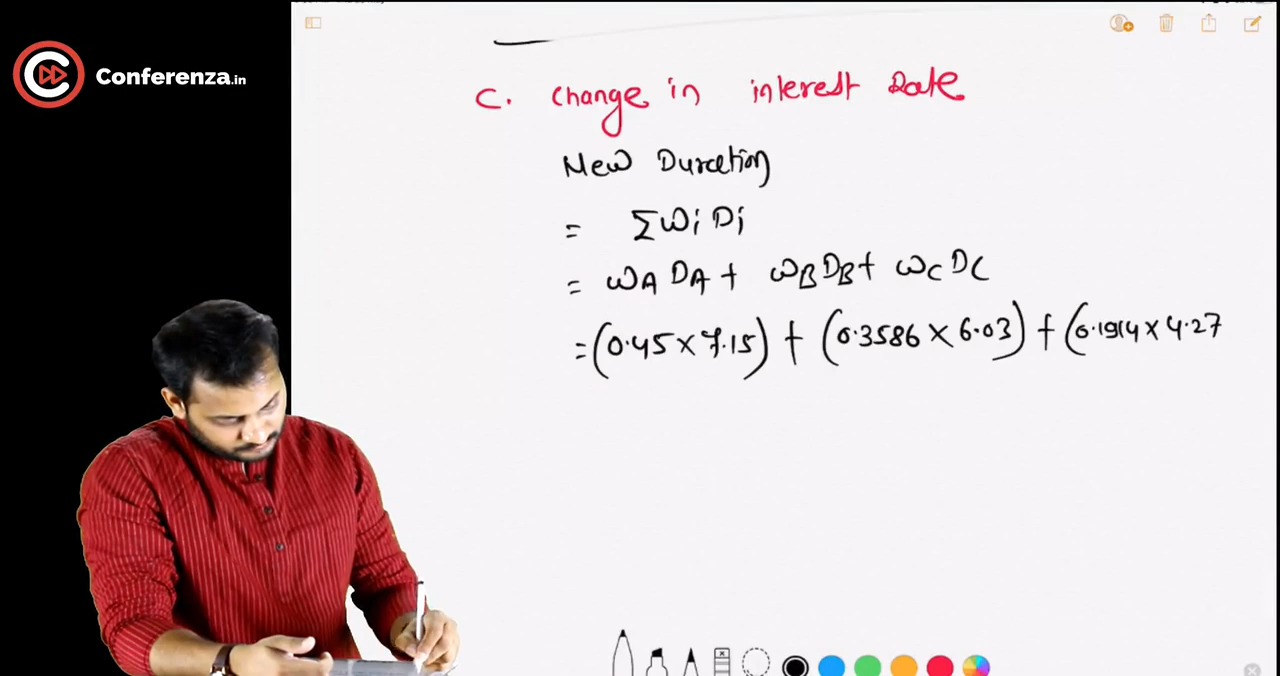 Conferenza.in
C. Change in interest Rate
New Duration
= ΣWi Di
= WA DA + WB DB + WC DC
= (0.45 × 7.15) + (0.3586 × 6.03) + (0.1914 × 4.27